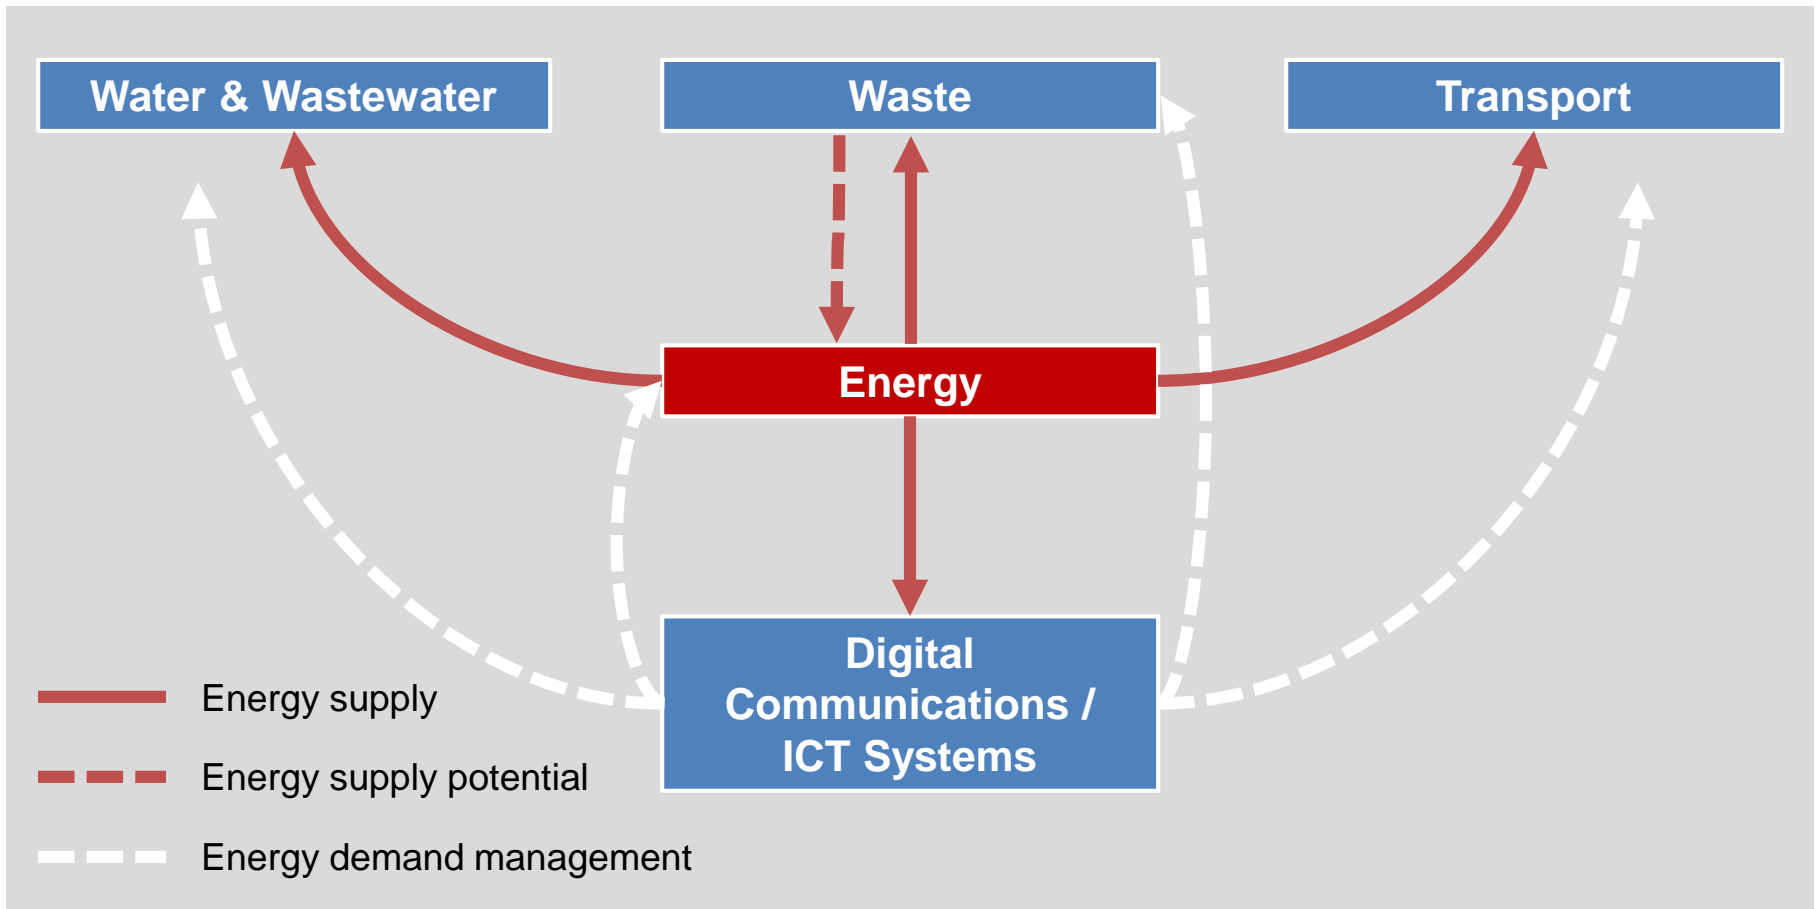 Water & Wastewater
Waste
Transport
Energy
Digital
Communications /
ICT Systems
Energy supply
Energy supply potential
Energy demand management